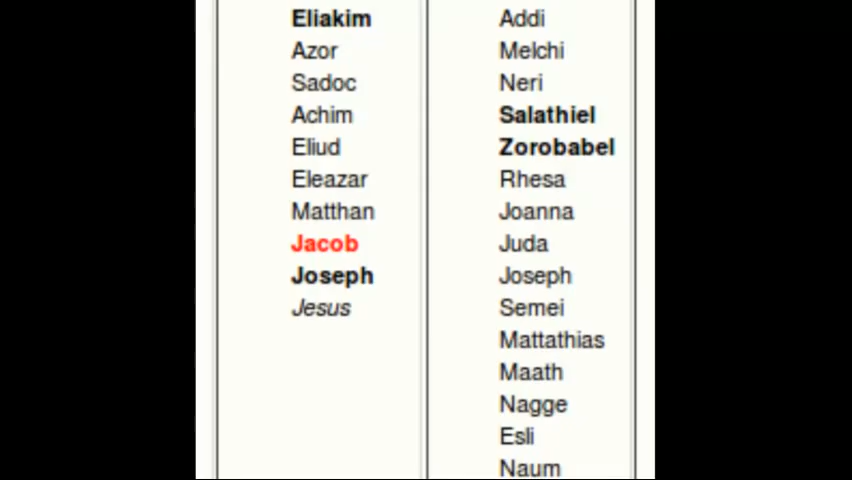 Eliakim
Azor
Sadoc
Achim
Eliud
Eleazar
Matthan
Jacob
Joseph
Jesus
Addi
Melchi
Neri
Salathiel
Zorobabel
Rhesa
Joanna
Juda
Joseph
Semei
Mattathias
Maath
Nagge
Esli
Naum